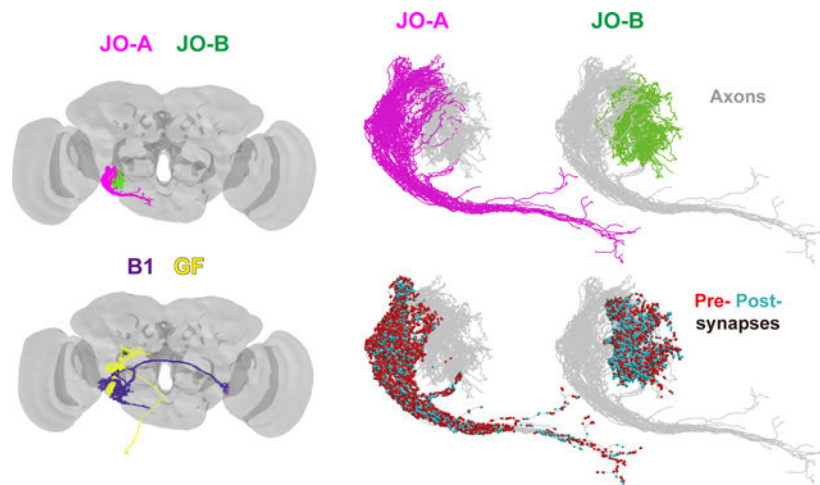 JO-A JO-B
JO-A
JO-B
Axons
B1 GF
Pre- Post-
synapses